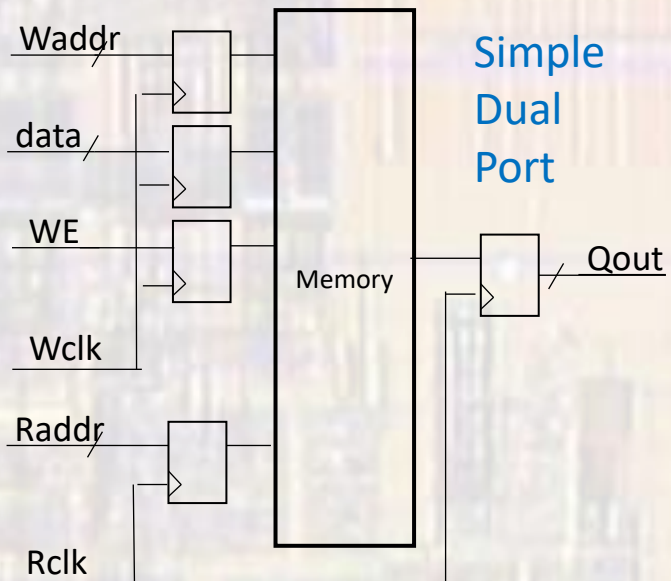 Waddr
data
WE
Wclk
Raddr
Rclk
Memory
Simple
Dual
Port
Qout